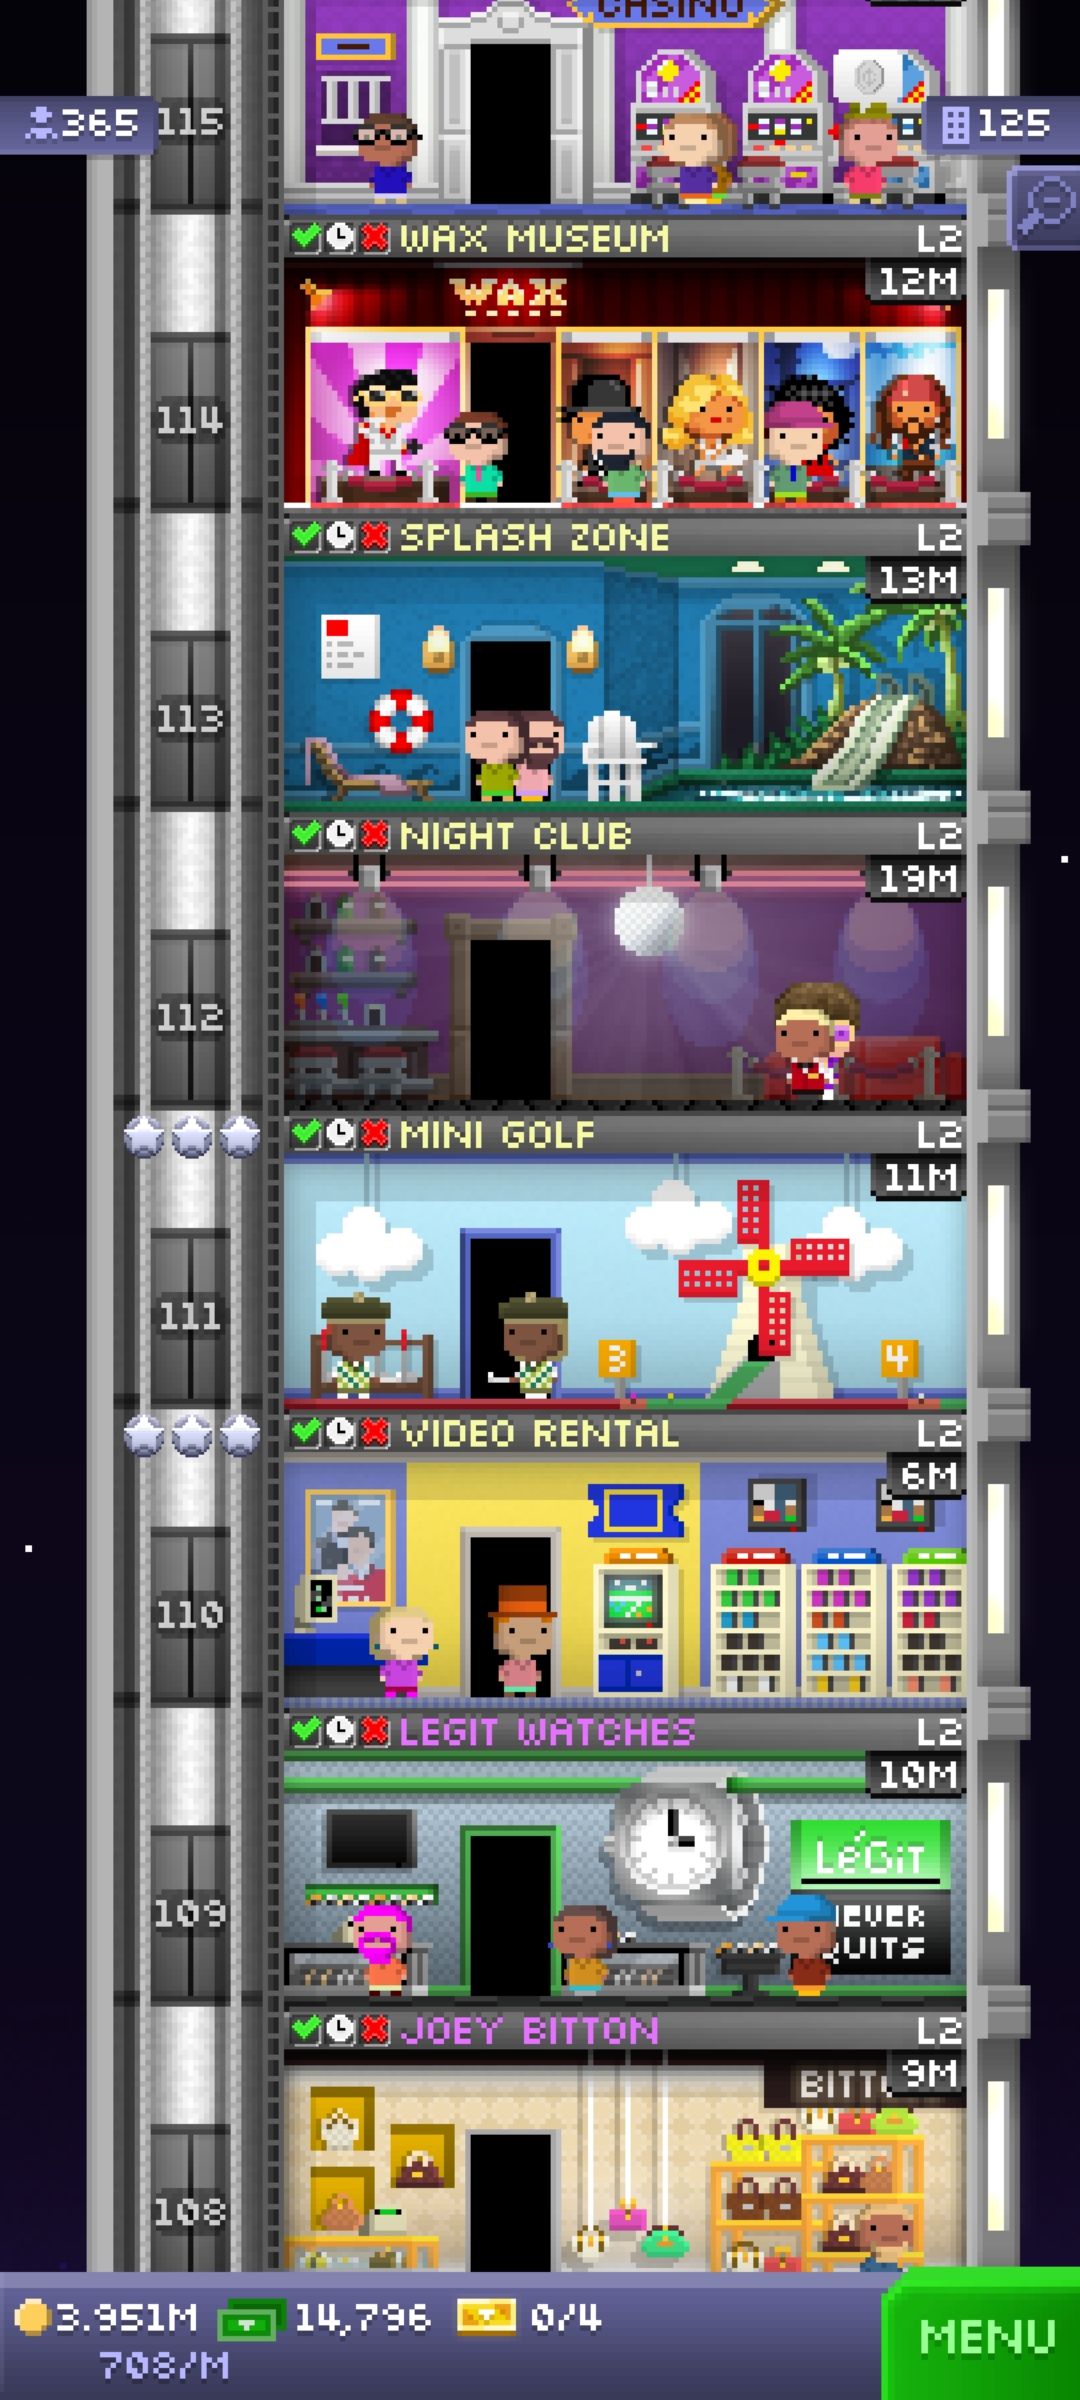 CASINO
365
115
125
WAX MUSEUM L2
12M
WAX
114
SPLASH ZONE L2
13M
113
NIGHT CLUB L2
19M
112
MINI GOLF L2
11M
111
3
4
VIDEO RENTAL L2
6M
110
LEGIT WATCHES L2
10M
LéGiT
109
EVER
QUITS
JOEY BITTON L2
9M
BITT
108
3.951M 14,796 0/4
708/M
MENU